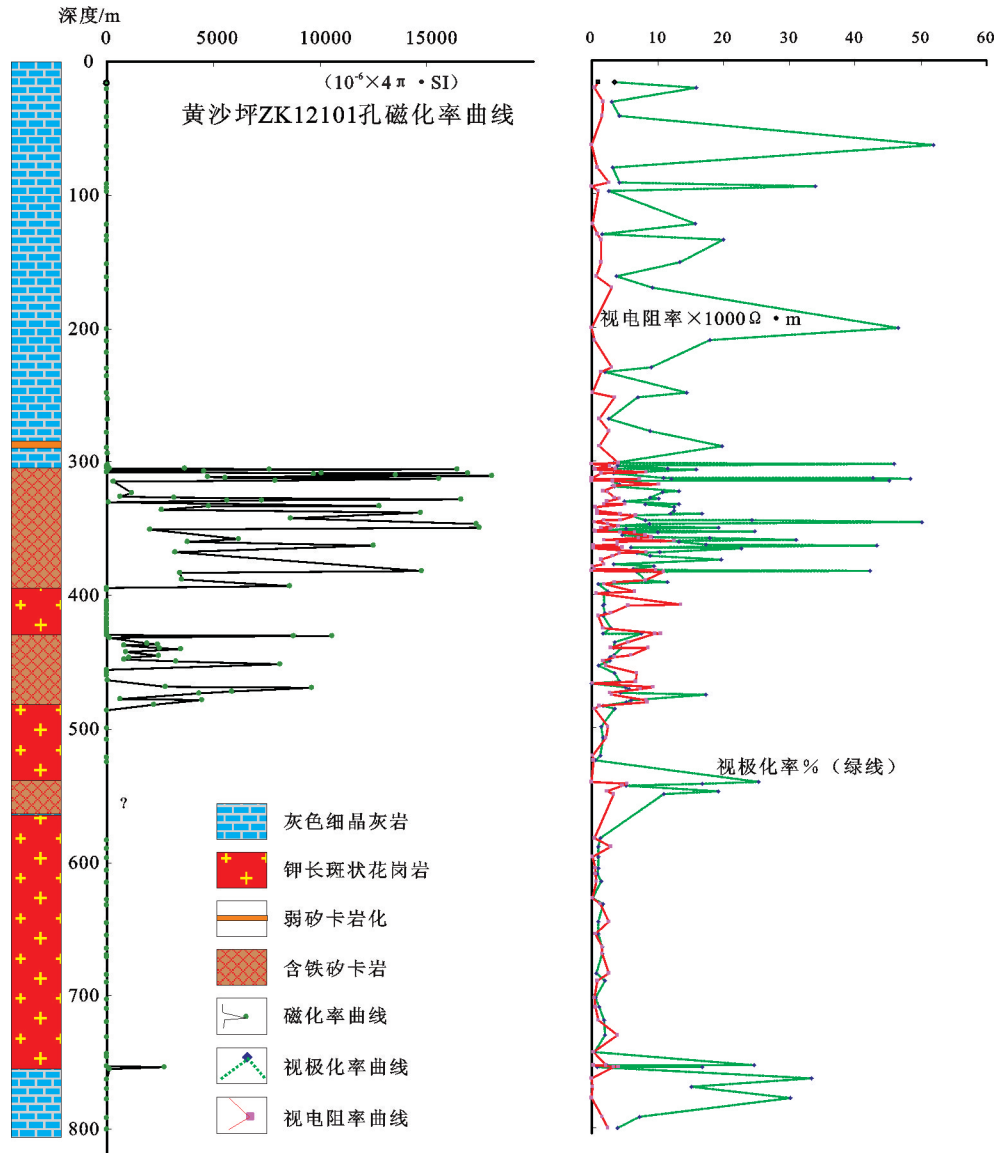 深度/m
0 5000 10000 15000
0 10 20 30 40 50 60
0
(10⁻⁶×4π·SI)
黄沙坪ZK12101孔磁化率曲线
100
200
视电阻率×1000Ω·m
300
400
500
视极化率%(绿线)
?
灰色细晶灰岩
600
钾长斑状花岗岩
弱矽卡岩化
含铁矽卡岩
700
磁化率曲线
视极化率曲线
视电阻率曲线
800